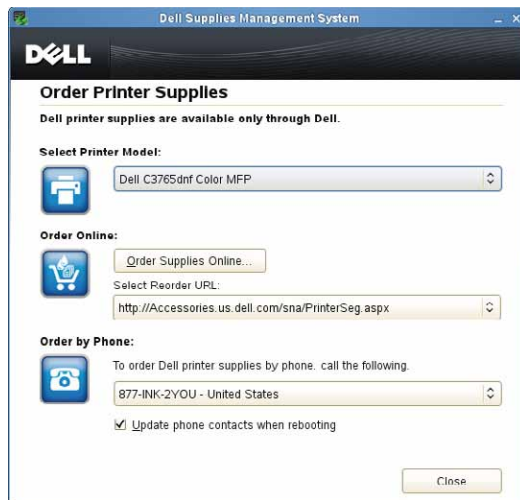 Dell Supplies Management System
DELL
Order Printer Supplies
Dell printer supplies are available only through Dell.
Select Printer Model:
Dell C3765dnf Color MFP
Order Online:
Order Supplies Online...
Select Reorder URL:
http://Accessories.us.dell.com/sna/PrinterSeg.aspx
Order by Phone:
To order Dell printer supplies by phone. call the following.
877-INK-2YOU - United States
Update phone contacts when rebooting
Close